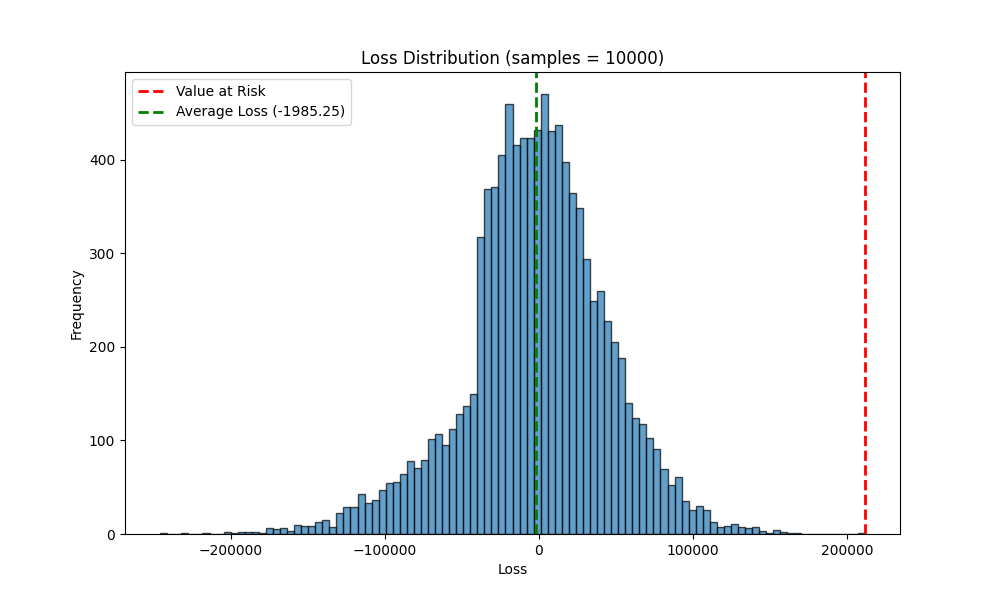 Loss Distribution (samples = 10000)
Value at Risk
Average Loss (-1985.25)
Frequency
400
300
200
100
0
−200000 −100000 0 100000 200000
Loss